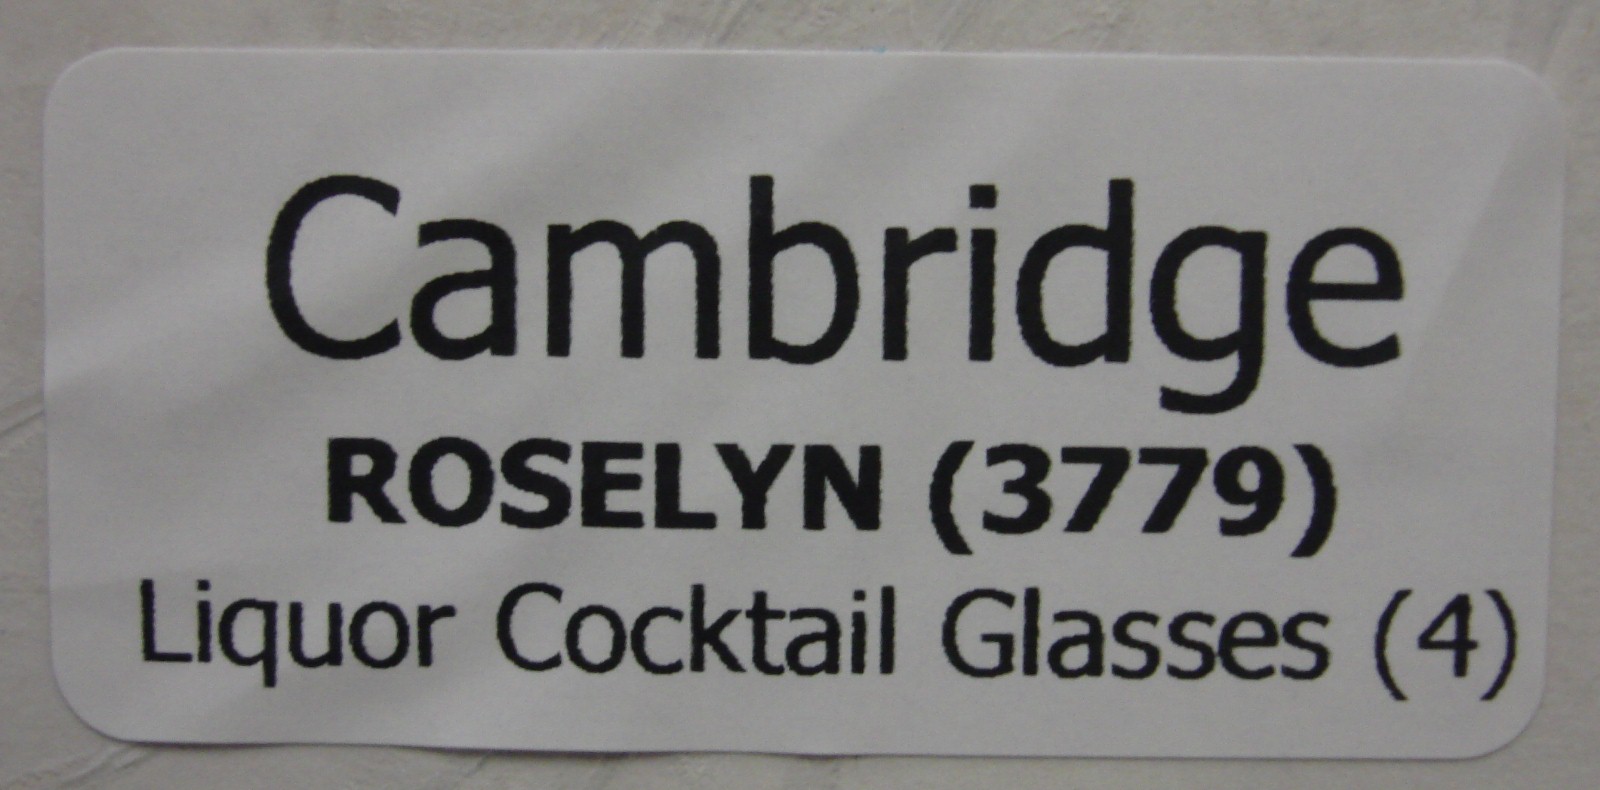 Cambridge
ROSELYN (3779)
Liquor Cocktail Glasses (4)